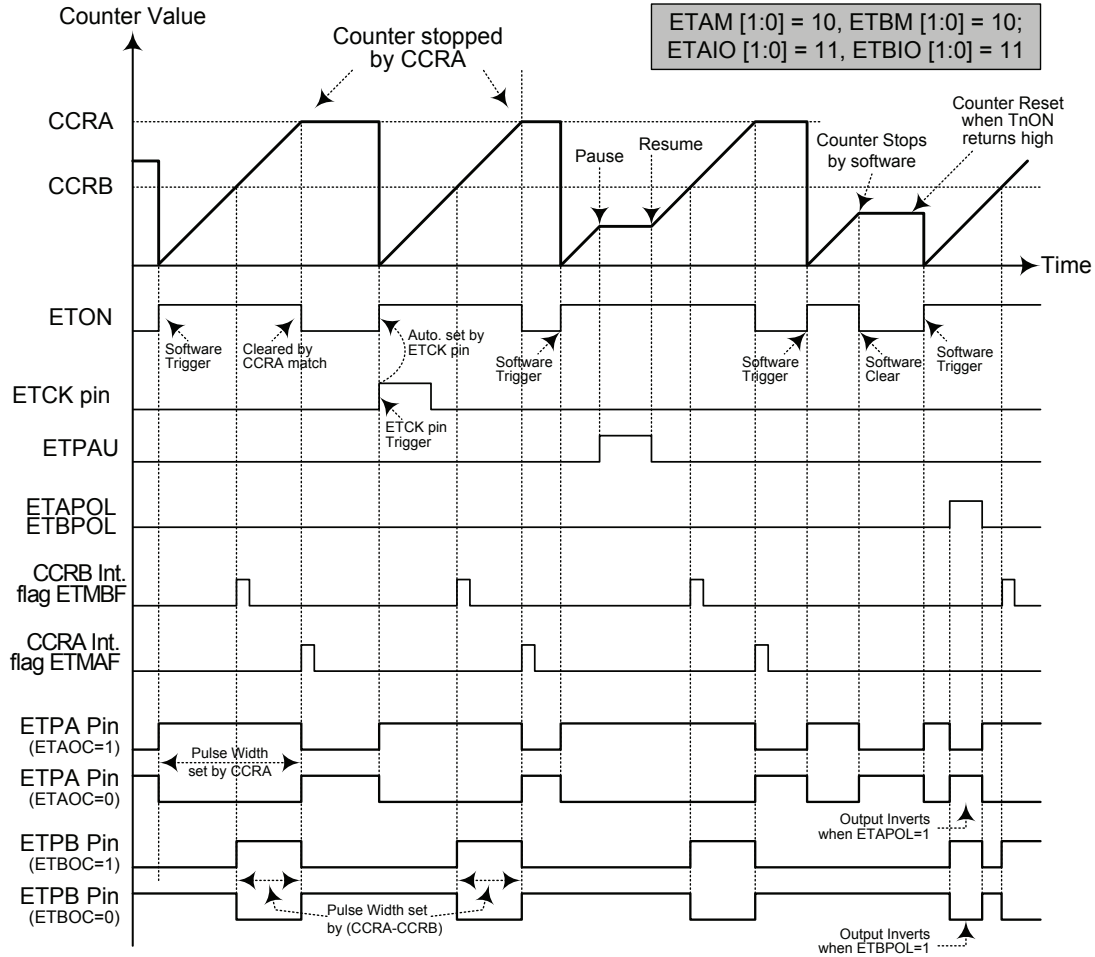 Counter Value
ETAM [1:0] = 10, ETBM [1:0] = 10;
ETAIO [1:0] = 11, ETBIO [1:0] = 11
Counter stopped
by CCRA
Counter Reset
when TnON
returns high
CCRA
Pause
Resume
Counter Stops
by software
CCRB
Time
ETON
Software
Trigger
Cleared by
CCRA match
Auto. set by
ETCK pin
Software
Trigger
Software
Trigger
Software
Clear
Software
Trigger
ETCK pin
ETCK pin
Trigger
ETPAU
ETAPOL
ETBPOL
CCRB Int.
flag ETMBF
CCRA Int.
flag ETMAF
ETPA Pin
(ETAOC=1)
Pulse Width
set by CCRA
ETPA Pin
(ETAOC=0)
Output Inverts
when ETAPOL=1
ETPB Pin
(ETBOC=1)
ETPB Pin
(ETBOC=0)
Pulse Width set
by (CCRA-CCRB)
Output Inverts
when ETBPOL=1